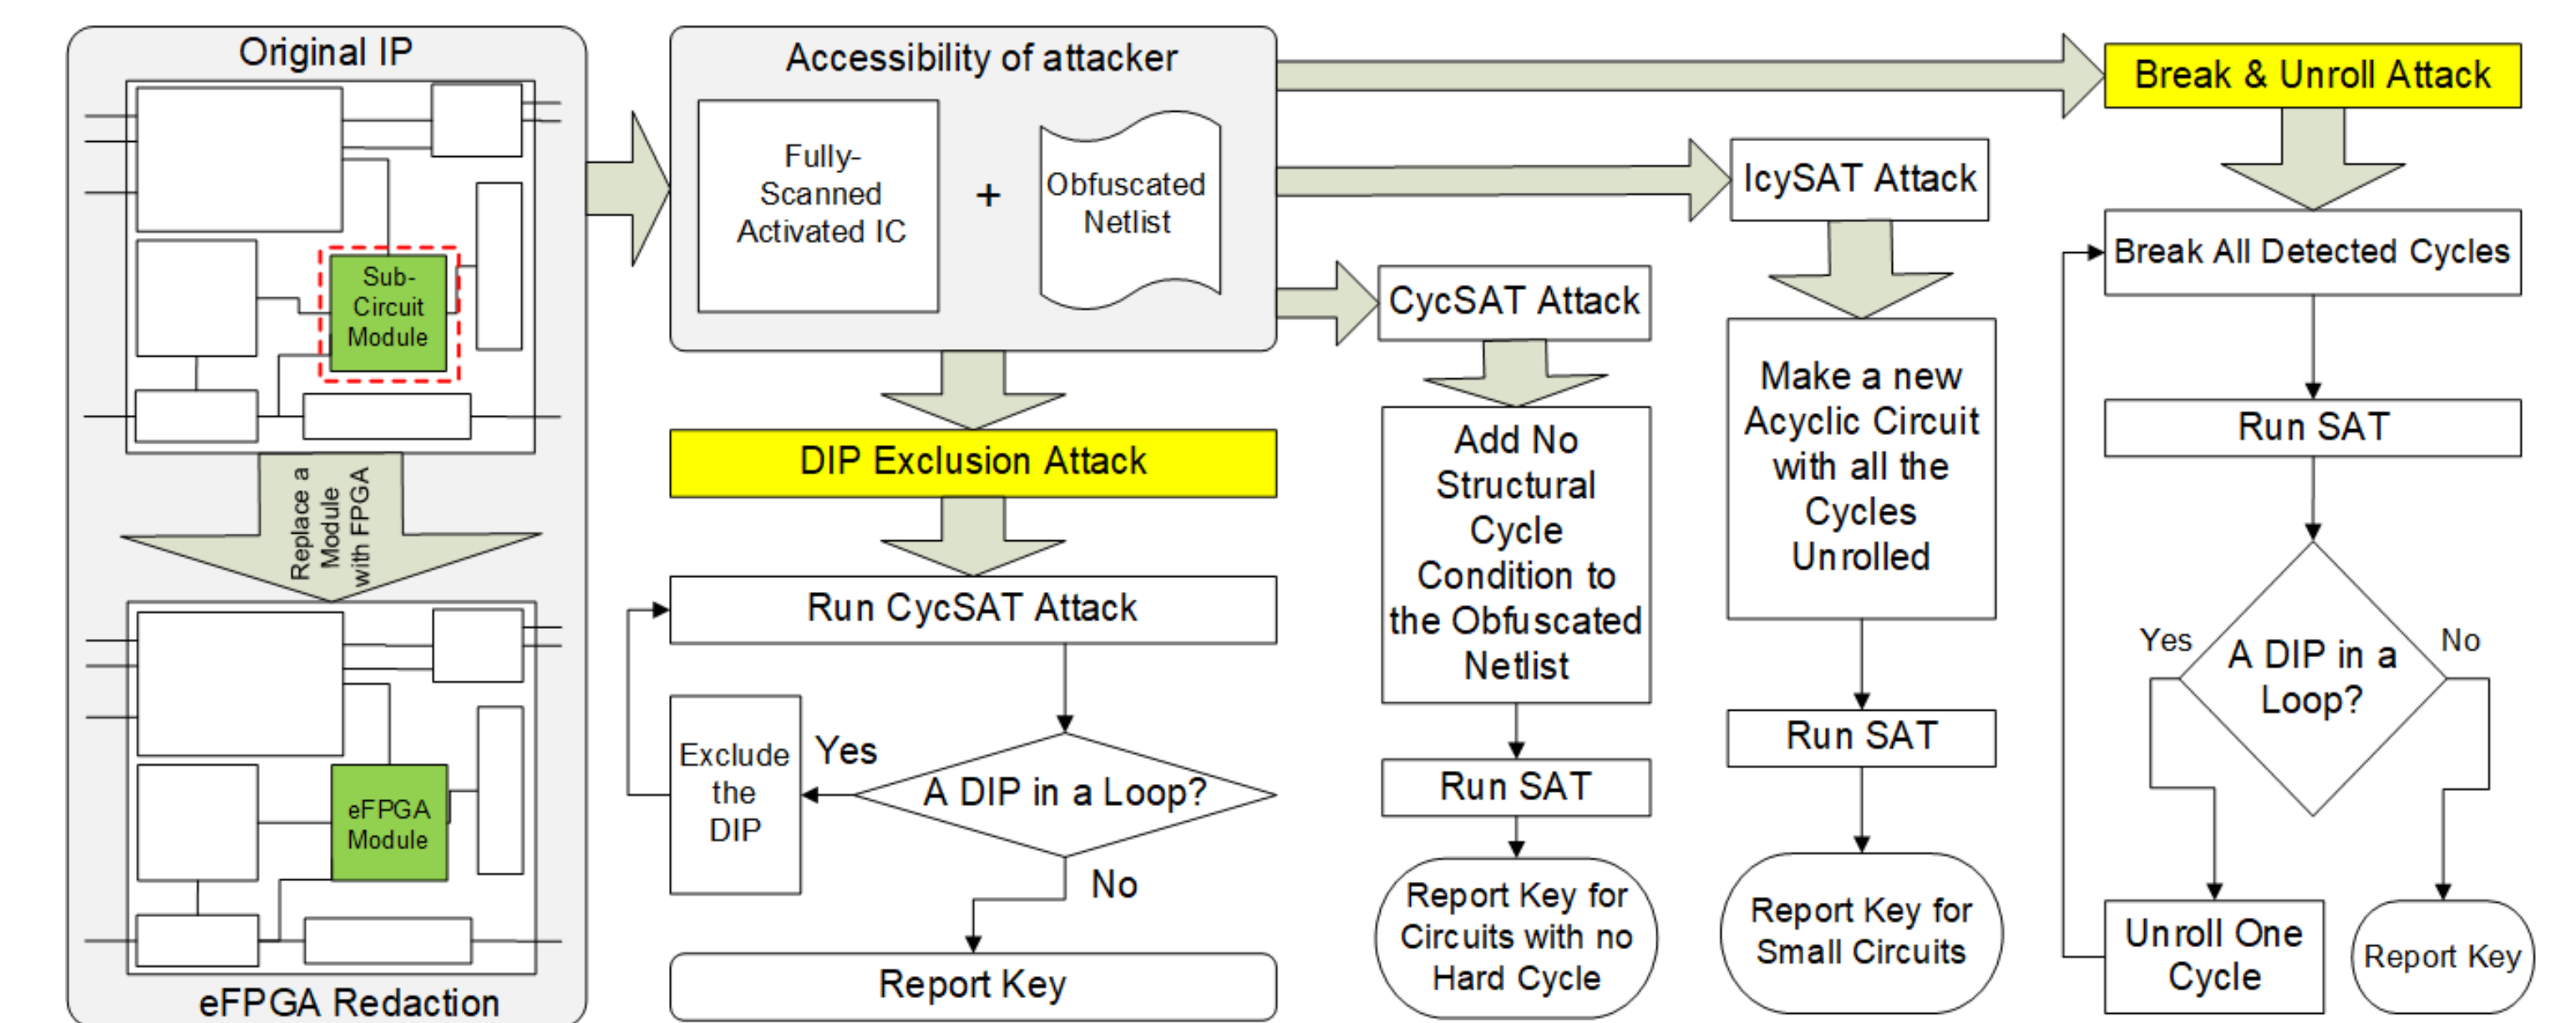 Original IP
Sub-
Circuit
Module
Replace a
Module
with FPGA
eFPGA
Module
eFPGA Redaction
Accessibility of attacker
Fully-
Scanned
Activated IC
+
Obfuscated
Netlist
DIP Exclusion Attack
Run CycSAT Attack
A DIP in a Loop?
Yes
Exclude
the
DIP
No
Report Key
CycSAT Attack
Add No
Structural
Cycle
Condition to
the Obfuscated
Netlist
Run SAT
Report Key for
Circuits with no
Hard Cycle
IcySAT Attack
Make a new
Acyclic Circuit
with all the
Cycles
Unrolled
Run SAT
Report Key for
Small Circuits
Break & Unroll Attack
Break All Detected Cycles
Run SAT
A DIP in a
Loop?
Yes
No
Unroll One
Cycle
Report Key